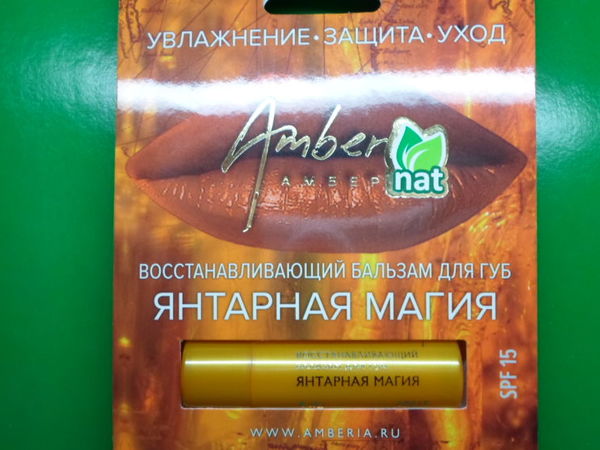 УВЛАЖНЕНИЕ•ЗАЩИТА•УХОД
Amber
nat
АМБЕР
ВОССТАНАВЛИВАЮЩИЙ БАЛЬЗАМ ДЛЯ ГУБ
ЯНТАРНАЯ МАГИЯ
SPF 15
ВОССТАНАВЛИВАЮЩИЙ
ЯНТАРНАЯ МАГИЯ
WWW.AMBERIA.RU